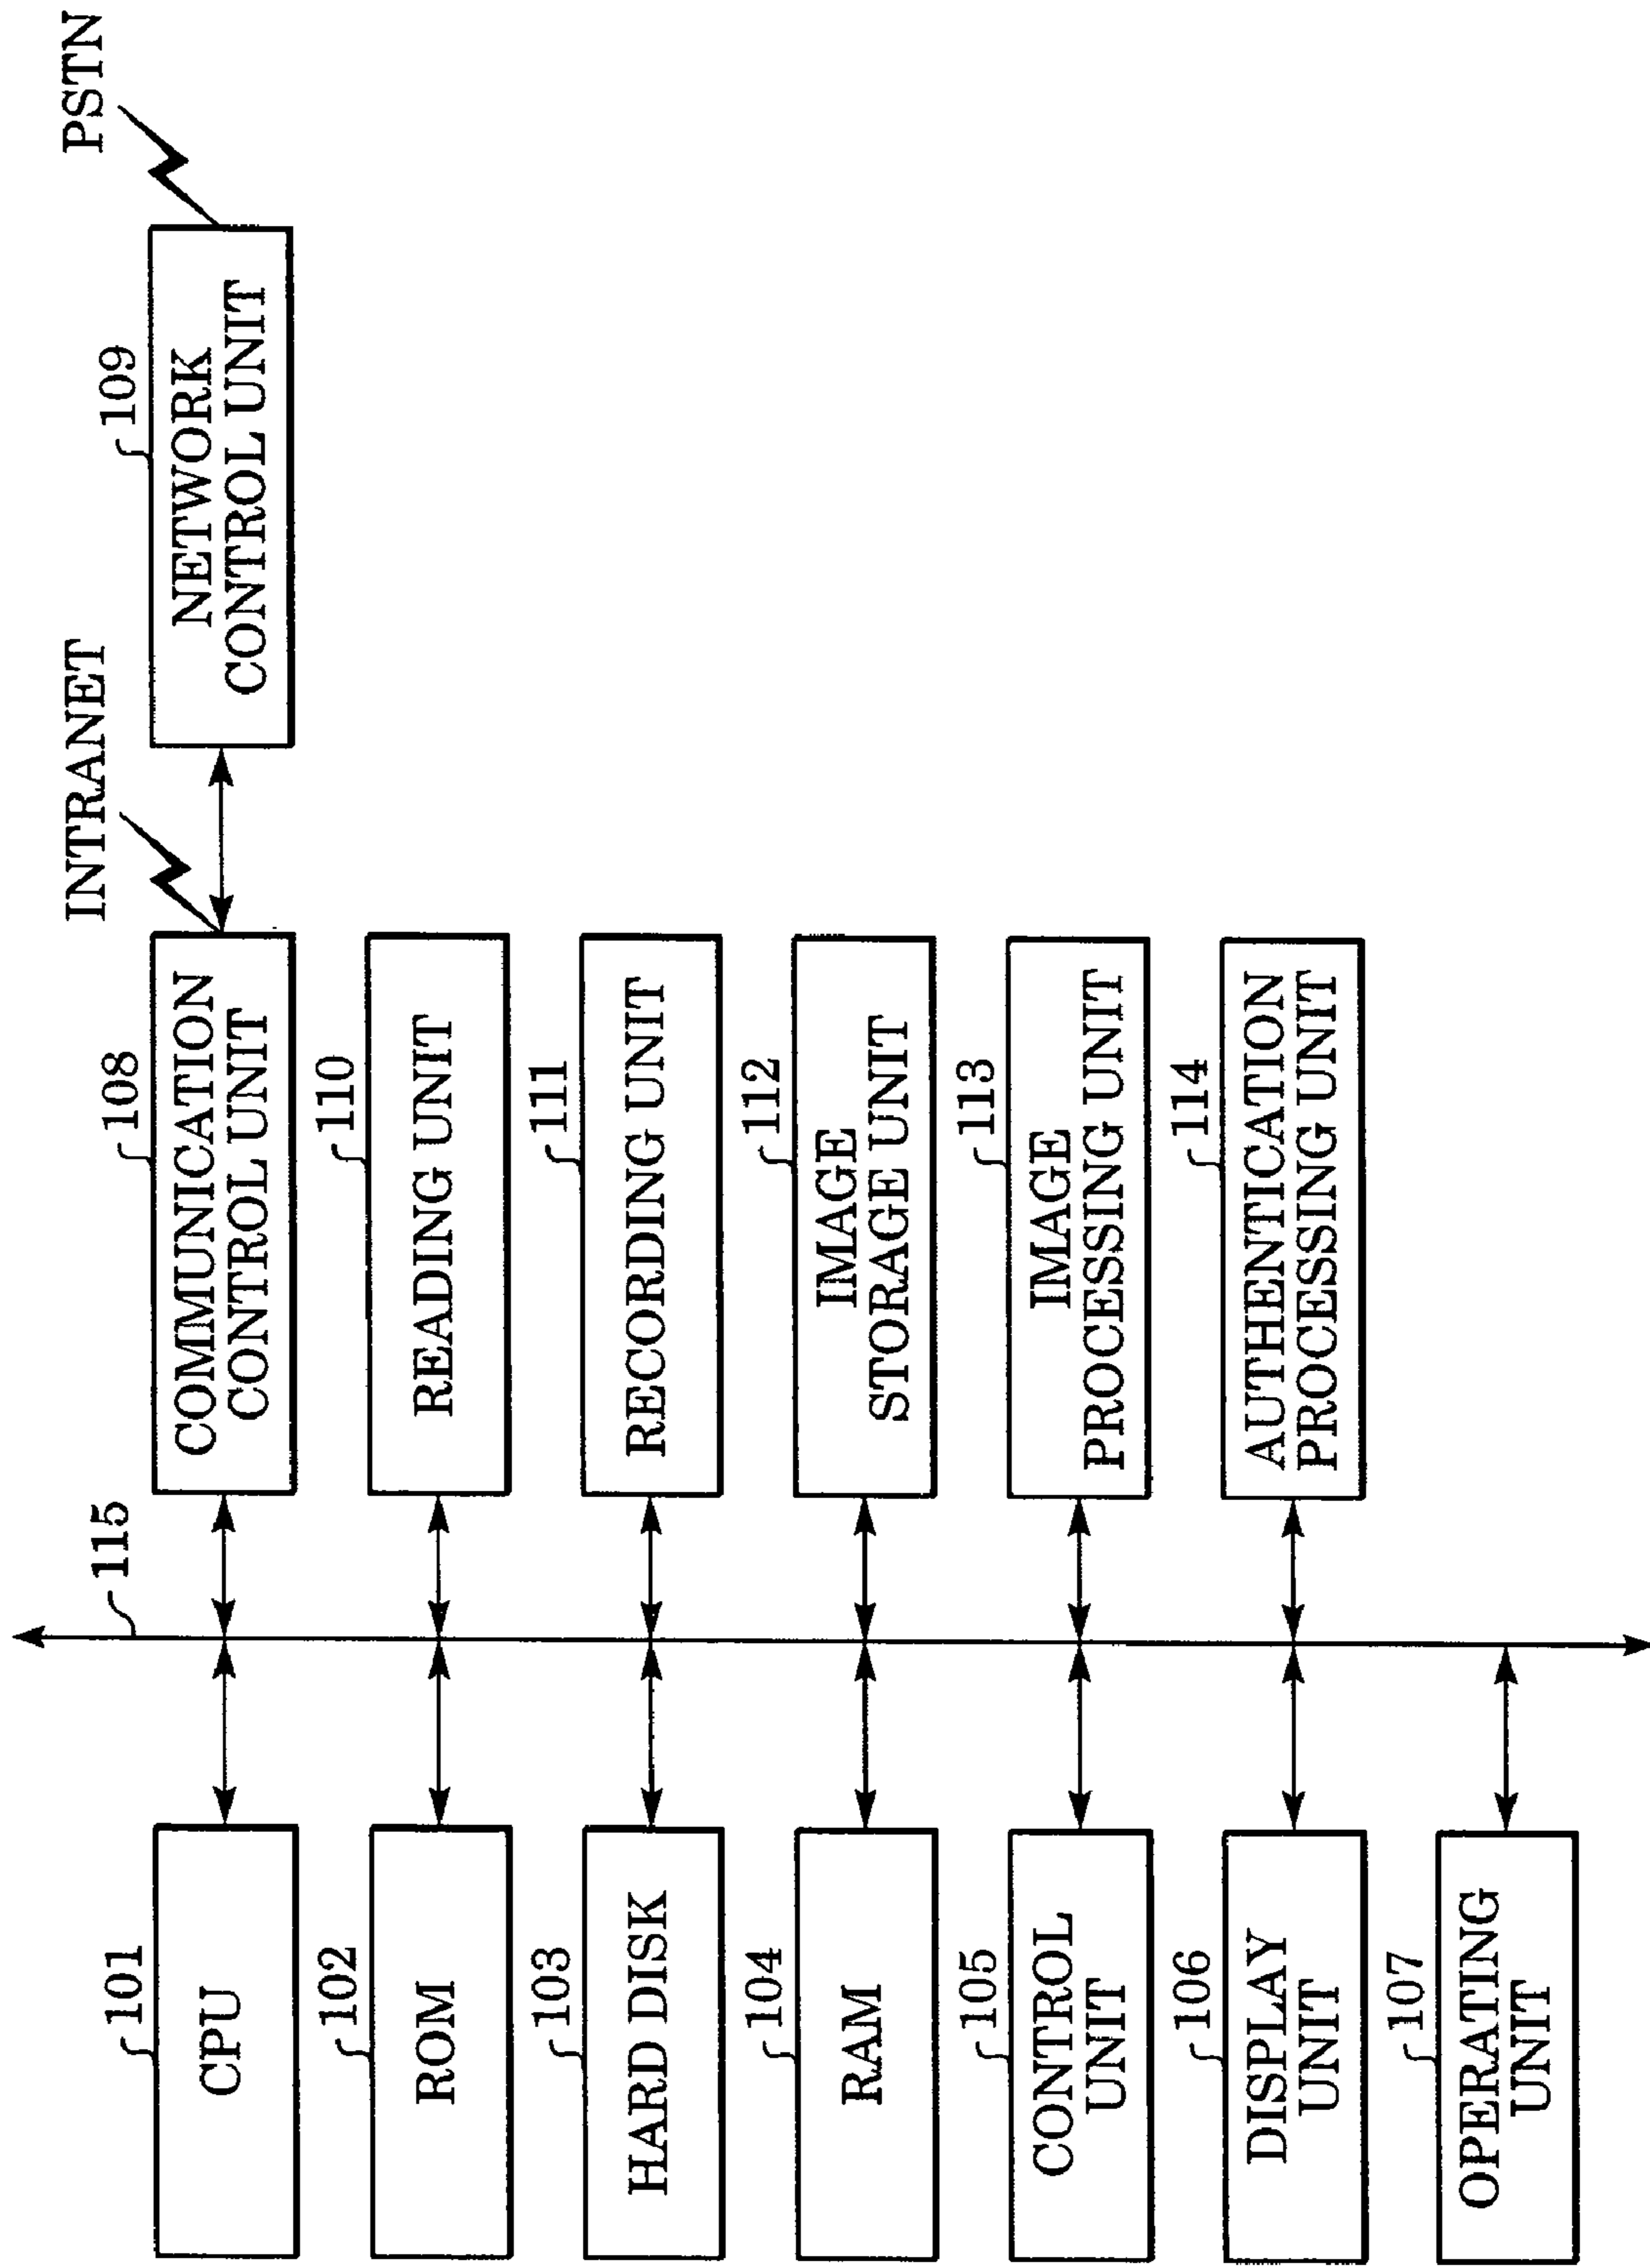 101
CPU
102
ROM
103
HARD DISK
104
RAM
105
CONTROL
UNIT
106
DISPLAY
UNIT
107
OPERATING
UNIT
115
108
COMMUNICATION
CONTROL UNIT
INTRANET
110
READING UNIT
111
RECORDING UNIT
112
IMAGE
STORAGE UNIT
113
IMAGE
PROCESSING UNIT
114
AUTHENTICATION
PROCESSING UNIT
109
NETWORK
CONTROL UNIT
PSTN